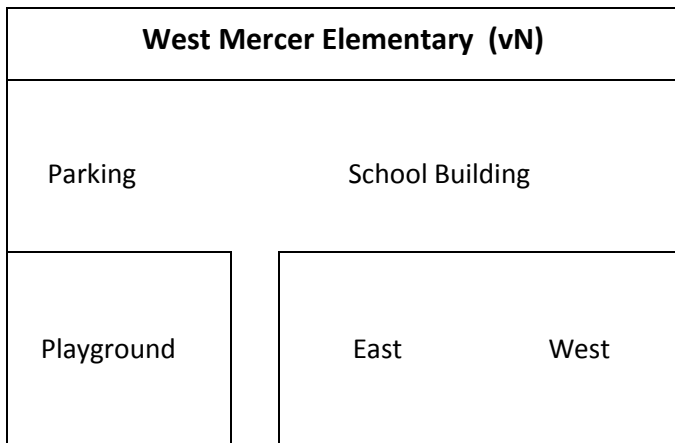 West Mercer Elementary (vN)
Parking School Building
Playground East West